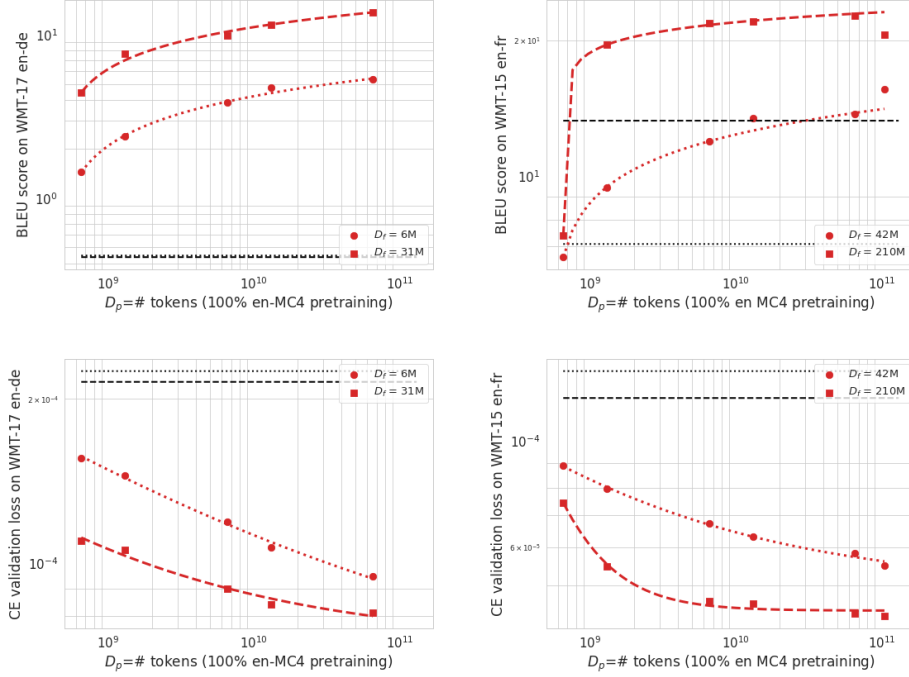 BLEU score on WMT-17 en-de
10¹
10⁰
D_f = 6M
D_f = 31M
10⁹ 10¹⁰ 10¹¹
D_p=# tokens (100% en-MC4 pretraining)
BLEU score on WMT-15 en-fr
2 × 10¹
10¹
D_f = 42M
D_f = 210M
10⁹ 10¹⁰ 10¹¹
D_p=# tokens (100% en MC4 pretraining)
CE validation loss on WMT-17 en-de
2 × 10⁻⁴
10⁻⁴
D_f = 6M
D_f = 31M
10⁹ 10¹⁰ 10¹¹
D_p=# tokens (100% en-MC4 pretraining)
CE validation loss on WMT-15 en-fr
10⁻⁴
6 × 10⁻⁵
D_f = 42M
D_f = 210M
10⁹ 10¹⁰ 10¹¹
D_p=# tokens (100% en MC4 pretraining)